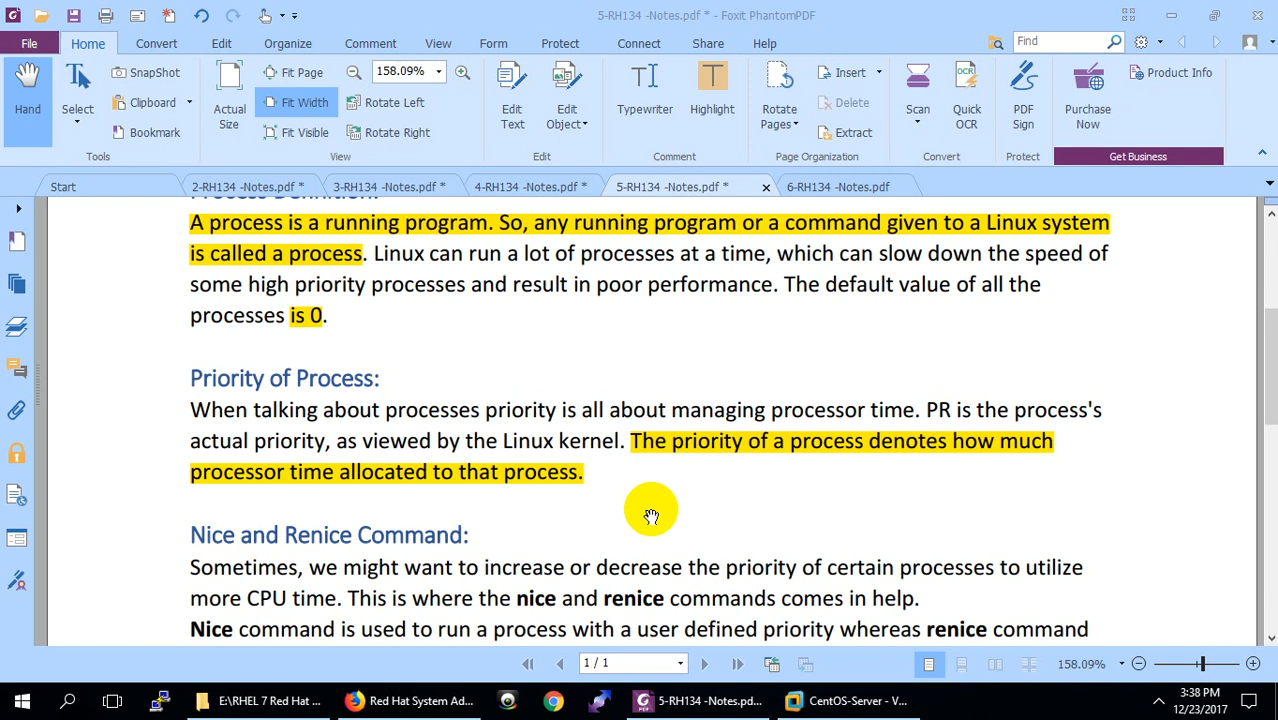 5-RH134 -Notes.pdf * - Foxit PhantomPDF
File Home Convert Edit Organize Comment View Form Protect Connect Share Help Find
Hand
Select
SnapShot
Clipboard
Bookmark
Actual Size
Fit Page
Fit Width
Fit Visible
158.09%
Rotate Left
Rotate Right
Edit Text
Edit Object
Typewriter
Highlight
Rotate Pages
Insert
Delete
Extract
Scan
Quick OCR
PDF Sign
Purchase Now
Product Info
Tools View Edit Comment Page Organization Convert Protect Get Business
Start 2-RH134 -Notes.pdf * 3-RH134 -Notes.pdf * 4-RH134 -Notes.pdf * 5-RH134 -Notes.pdf * 6-RH134 -Notes.pdf
Process Definition:
A process is a running program. So, any running program or a command given to a Linux system
is called a process. Linux can run a lot of processes at a time, which can slow down the speed of
some high priority processes and result in poor performance. The default value of all the
processes is 0.
Priority of Process:
When talking about processes priority is all about managing processor time. PR is the process's
actual priority, as viewed by the Linux kernel. The priority of a process denotes how much
processor time allocated to that process.
Nice and Renice Command:
Sometimes, we might want to increase or decrease the priority of certain processes to utilize
more CPU time. This is where the nice and renice commands comes in help.
Nice command is used to run a process with a user defined priority whereas renice command
1 / 1 158.09%
E:\RHEL 7 Red Hat ... Red Hat System Ad... 5-RH134 -Notes.pd... CentOS-Server - V...
3:38 PM
12/23/2017